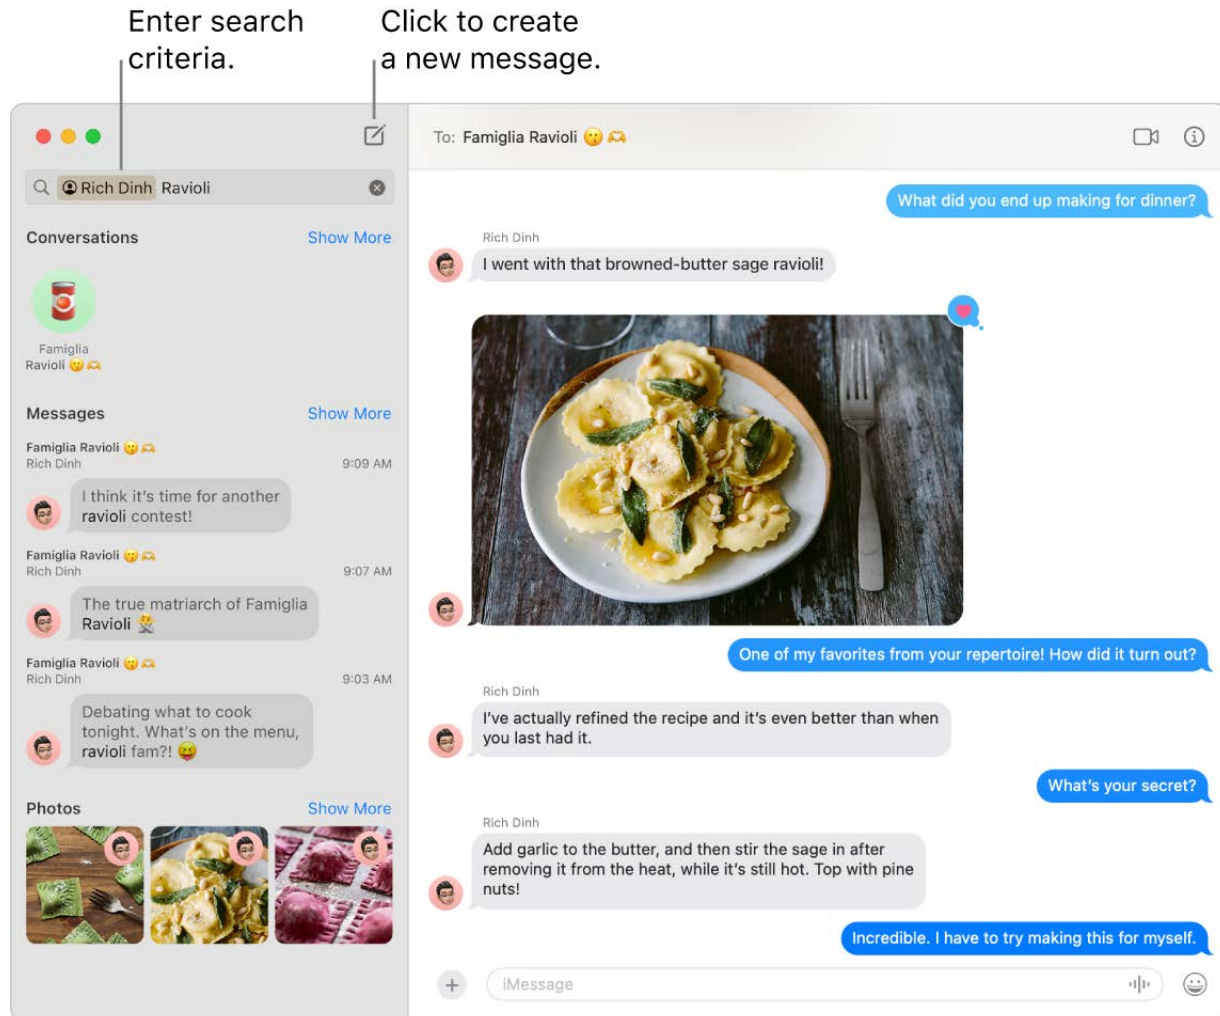 Enter search
criteria.
Click to create
a new message.
Rich Dinh Ravioli
Conversations Show More
Famiglia
Ravioli 😗 🫶
Messages Show More
Famiglia Ravioli 😗 🫶
Rich Dinh 9:09 AM
I think it's time for another
ravioli contest!
Famiglia Ravioli 😗 🫶
Rich Dinh 9:07 AM
The true matriarch of Famiglia
Ravioli
Famiglia Ravioli 😗 🫶
Rich Dinh 9:03 AM
Debating what to cook
tonight. What's on the menu,
ravioli fam?! 😝
Photos Show More
To: Famiglia Ravioli 😗 🫶
What did you end up making for dinner?
Rich Dinh
I went with that browned-butter sage ravioli!
One of my favorites from your repertoire! How did it turn out?
Rich Dinh
I've actually refined the recipe and it's even better than when
you last had it.
What's your secret?
Rich Dinh
Add garlic to the butter, and then stir the sage in after
removing it from the heat, while it's still hot. Top with pine
nuts!
Incredible. I have to try making this for myself.
iMessage